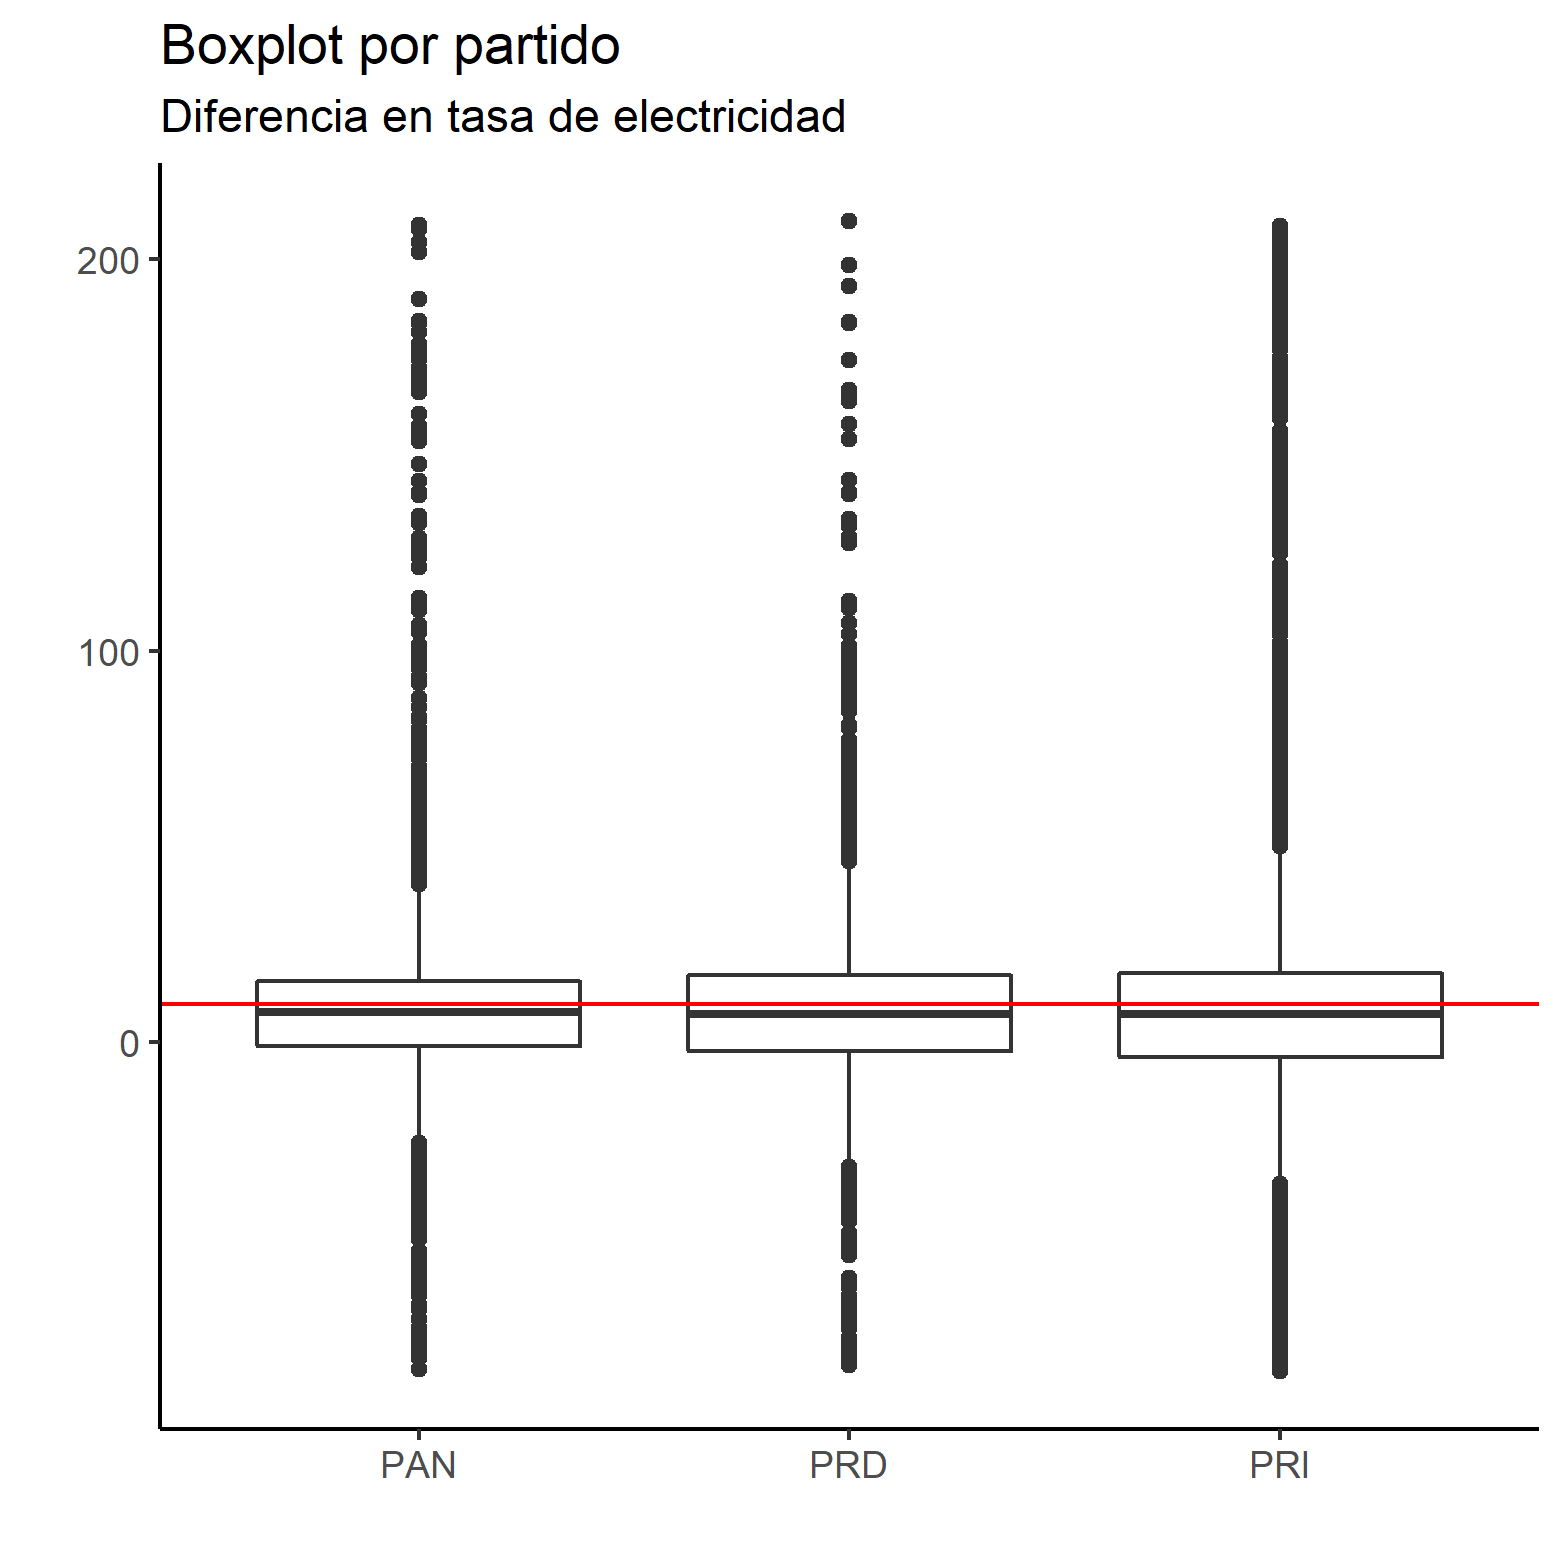 Boxplot por partido
Diferencia en tasa de electricidad
200
100
0
PAN PRD PRI